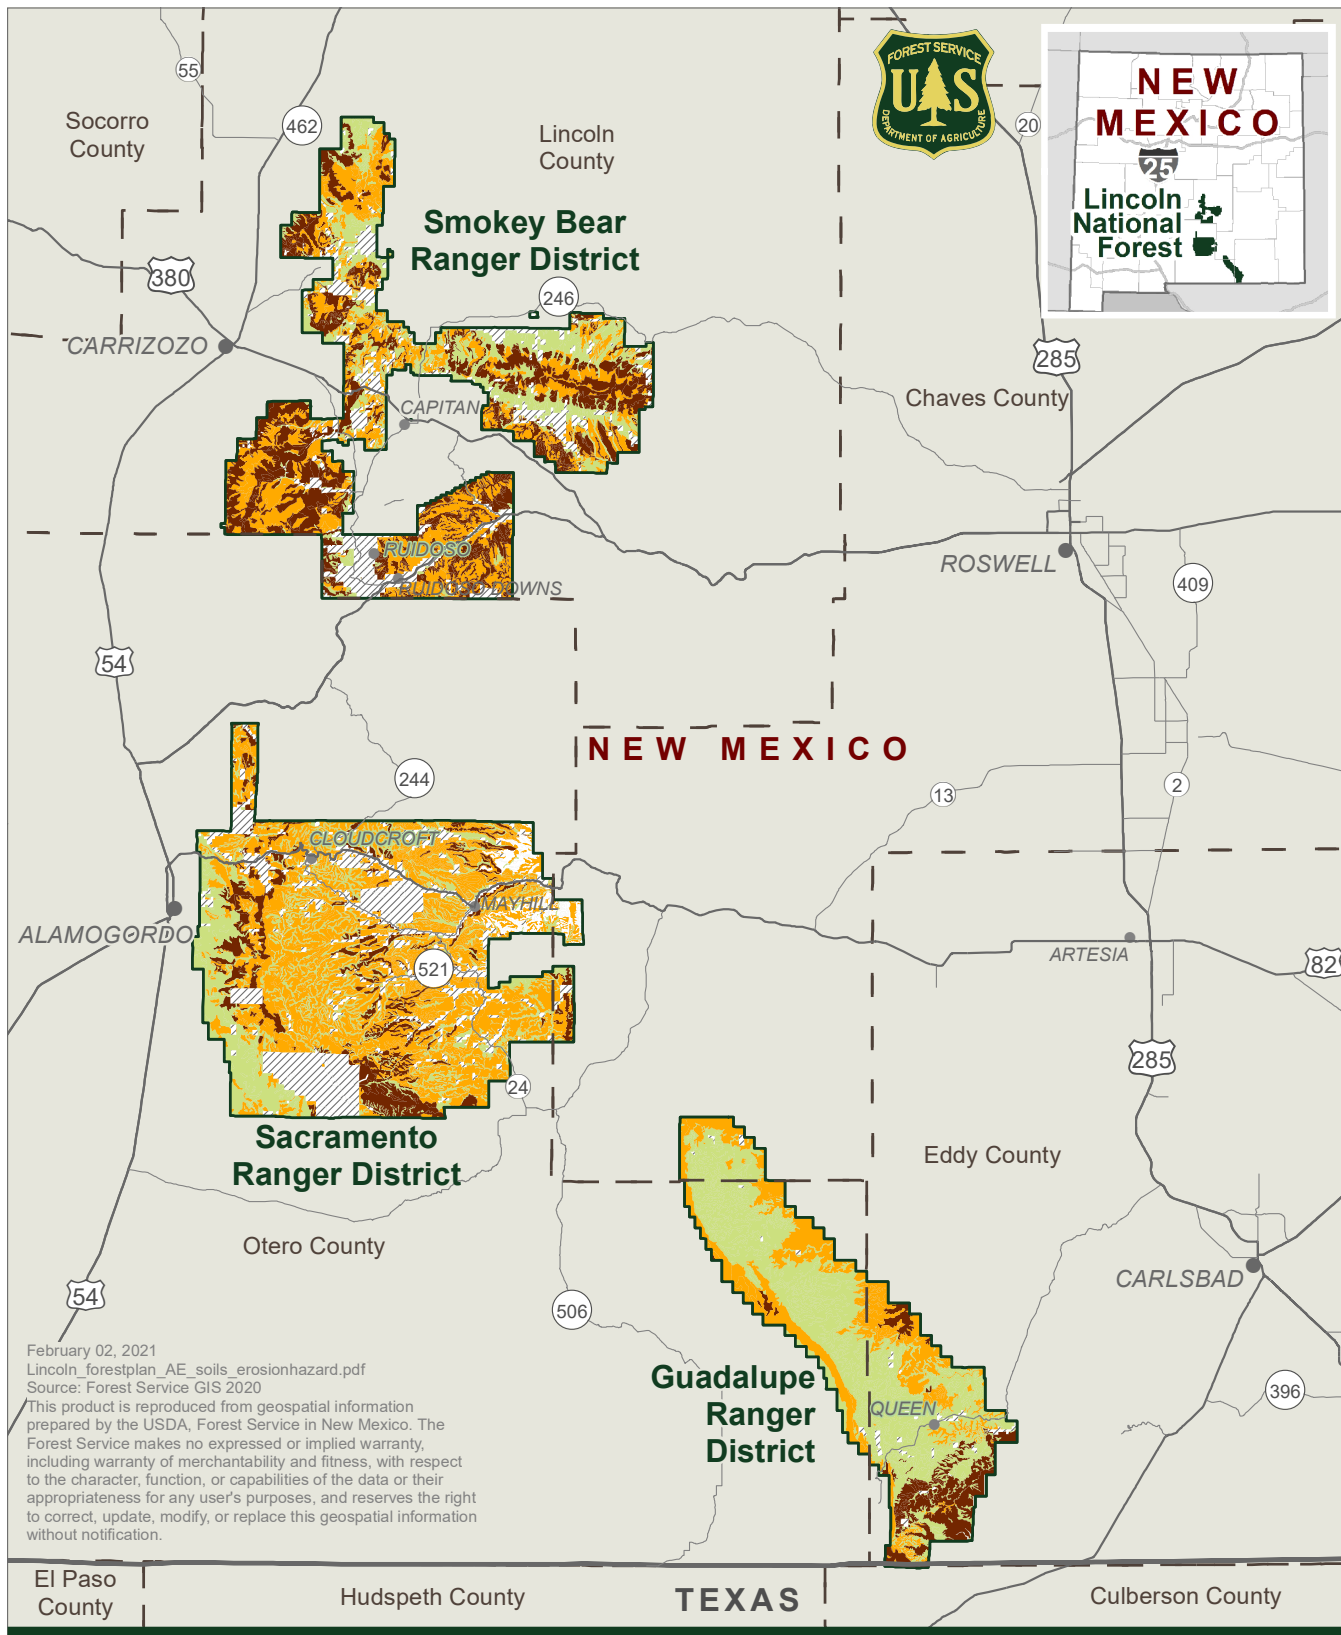 55
Socorro
County
462
Lincoln
County
FOREST SERVICE
U S
DEPARTMENT OF AGRICULTURE
20
NEW
MEXICO
25
Lincoln
National
Forest
Smokey Bear
Ranger District
380
246
CARRIZOZO
285
Chaves County
CAPITAN
RUIDOSO
RUIDOSO DOWNS
ROSWELL
409
54
NEW MEXICO
244
13
2
CLOUDCROFT
MAYHILL
ALAMOGORDO
521
ARTESIA
82
285
24
Sacramento
Ranger District
Eddy County
Otero County
CARLSBAD
54
506
February 02, 2021
Lincoln_forestplan_AE_soils_erosionhazard.pdf
Source: Forest Service GIS 2020
This product is reproduced from geospatial information
prepared by the USDA, Forest Service in New Mexico. The
Forest Service makes no expressed or implied warranty,
including warranty of merchantability and fitness, with respect
to the character, function, or capabilities of the data or their
appropriateness for any user's purposes, and reserves the right
to correct, update, modify, or replace this geospatial information
without notification.
Guadalupe
Ranger
District
QUEEN
396
El Paso
County
Hudspeth County
TEXAS
Culberson County